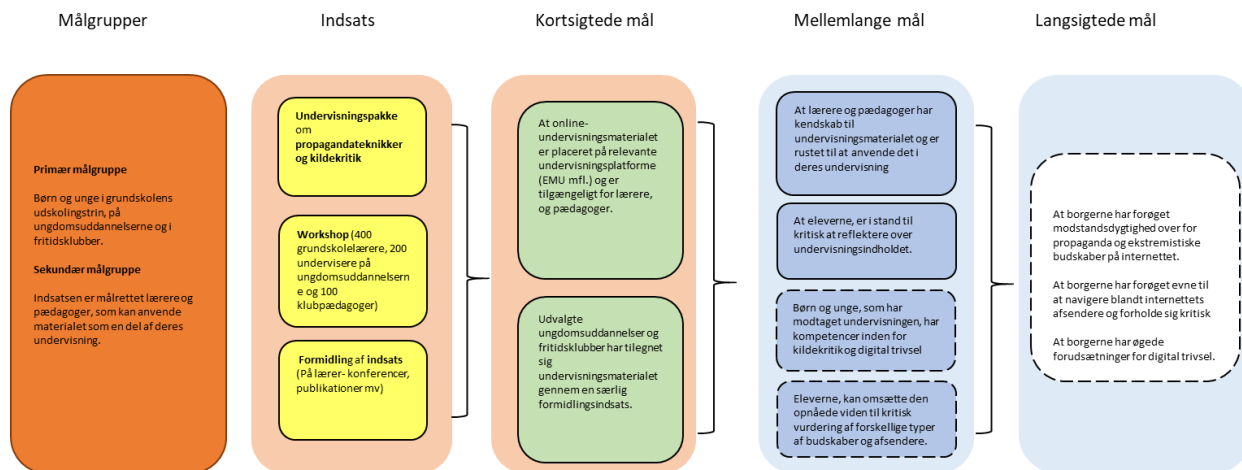 Målgrupper
Indsats
Kortsigtede mål
Mellemlange mål
Langsigtede mål
Primær målgruppe
Børn og unge i grundskolens
udskolingstrin, på
ungdomsuddannelserne og i
fritidsklubber.
Sekundær målgruppe
Indsatsen er målrettet lærere og
pædagoger, som kan anvende
materialet som en del af deres
undervisning.
Undervisningspakke
om
propagandateknikker
og kildekritik
Workshop (400
grundskolelærere, 200
undervisere på
ungdomsuddannelsern
e og 100
klubpædagoger)
Formidling af indsats
(På lærer- konferencer,
publikationer mv)
At online-
undervisningsmaterialet
er placeret på relevante
undervisningsplatforme
(EMU mfl.) og er
tilgængeligt for lærere,
og pædagoger.
Udvalgte
ungdomsuddannelser og
fritidsklubber har tilegnet
sig
undervisningsmaterialet
gennem en særlig
formidlingsindsats.
At lærere og pædagoger har
kendskab til
undervisningsmaterialet og er
rustet til at anvende det i
deres undervisning
At eleverne, er i stand til
kritisk at reflektere over
undervisningsindholdet.
Børn og unge, som har
modtaget undervisningen, har
kompetencer inden for
kildekritik og digital trivsel
Eleverne, kan omsætte den
opnåede viden til kritisk
vurdering af forskellige typer
af budskaber og afsendere.
At borgerne har forøget
modstandsdygtighed over for
propaganda og ekstremistiske
budskaber på internettet.
At borgerne har forøget evne til
at navigere blandt internettets
afsendere og forholde sig kritisk
At borgerne har øgede
forudsætninger for digital trivsel.